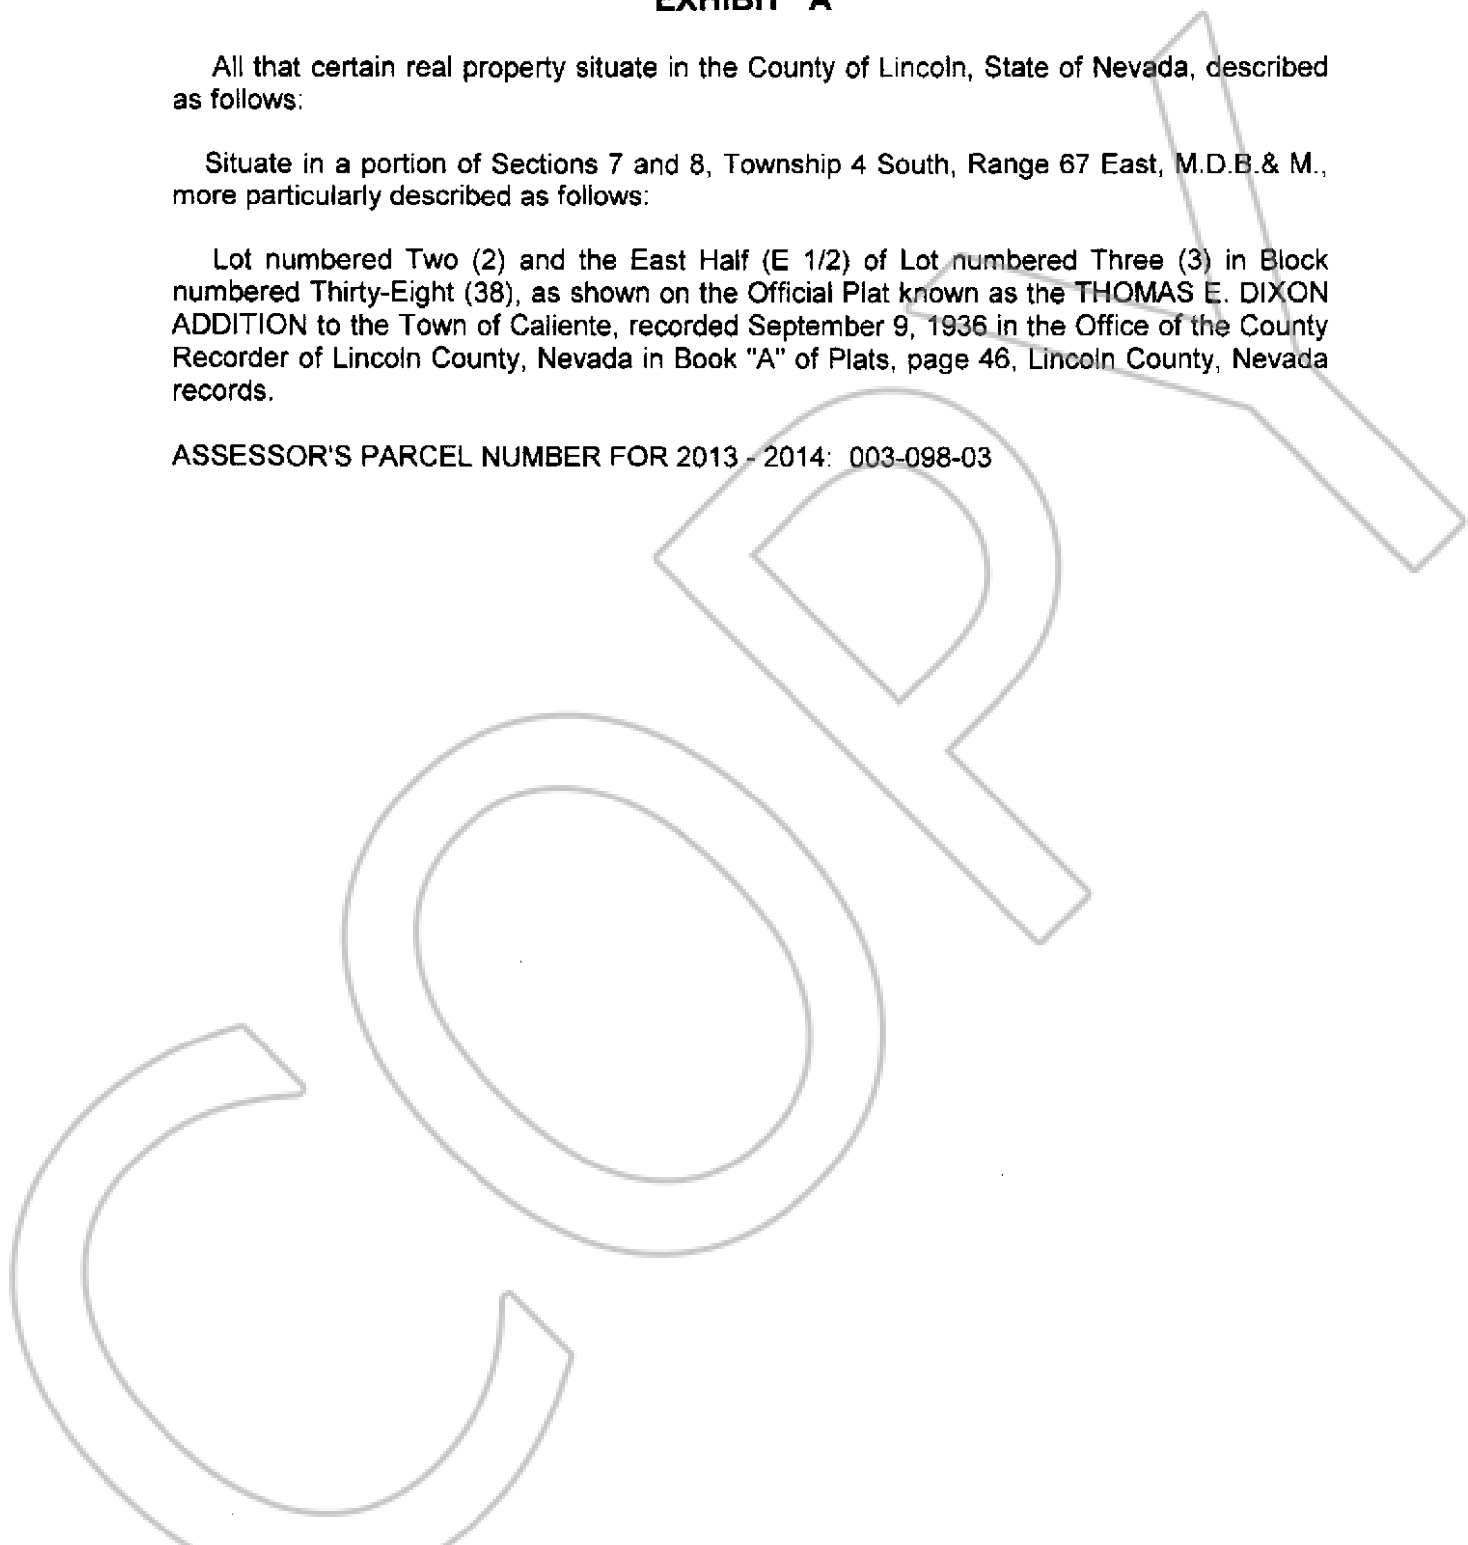 EXHIBIT "A"
All that certain real property situate in the County of Lincoln, State of Nevada, described
as follows:
Situate in a portion of Sections 7 and 8, Township 4 South, Range 67 East, M.D.B.& M.,
more particularly described as follows:
Lot numbered Two (2) and the East Half (E 1/2) of Lot numbered Three (3) in Block
numbered Thirty-Eight (38), as shown on the Official Plat known as the THOMAS E. DIXON
ADDITION to the Town of Caliente, recorded September 9, 1936 in the Office of the County
Recorder of Lincoln County, Nevada in Book "A" of Plats, page 46, Lincoln County, Nevada
records.
ASSESSOR'S PARCEL NUMBER FOR 2013 - 2014: 003-098-03
COPY